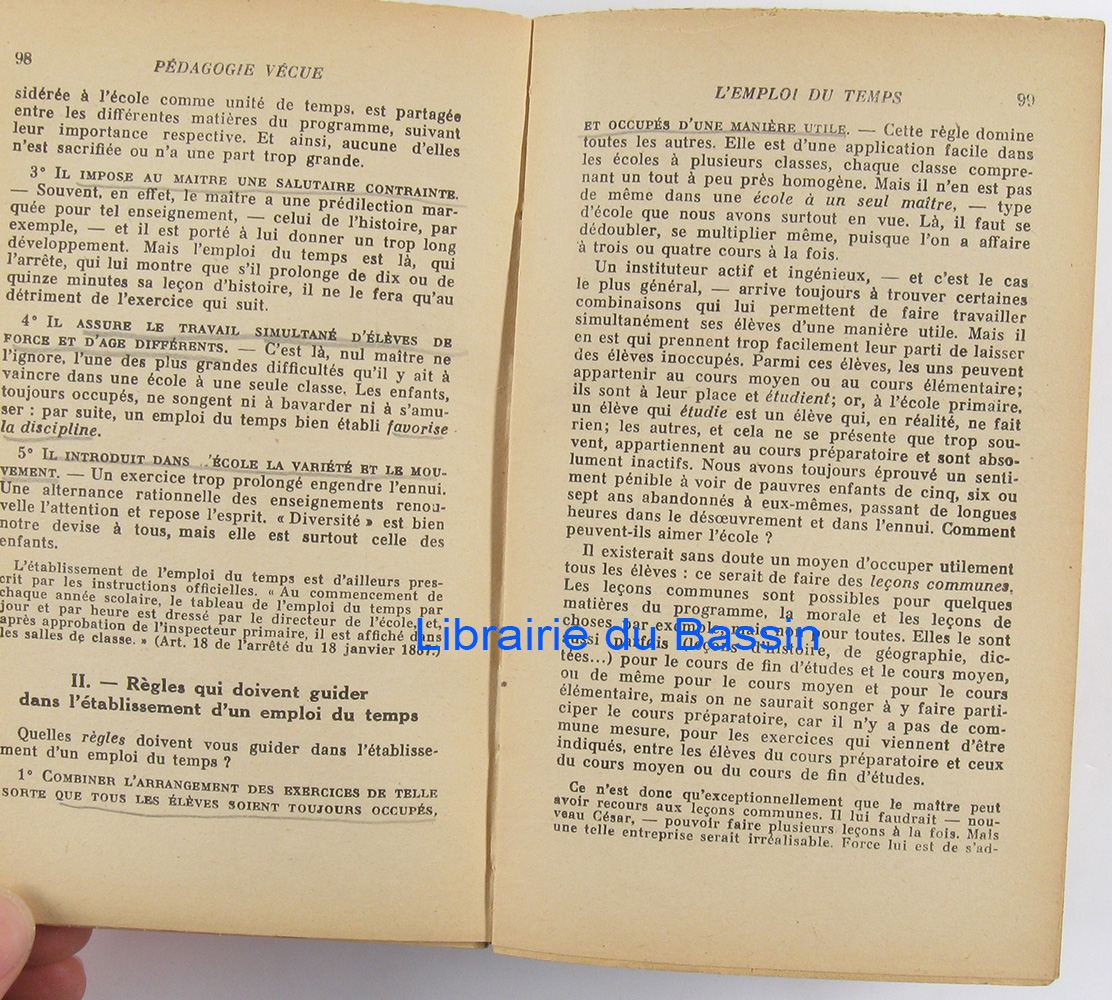 98
PÉDAGOGIE VÉCUE
sidérée à l'école comme unité de temps, est partagée
entre les différentes matières du programme, suivant
leur importance respective. Et ainsi, aucune d'elles
n'est sacrifiée ou n'a une part trop grande.
3° IL IMPOSE AU MAITRE UNE SALUTAIRE CONTRAINTE.
— Souvent, en effet, le maître a une prédilection mar-
quée pour tel enseignement, — celui de l'histoire, par
exemple, — et il est porté à lui donner un trop long
développement. Mais l'emploi du temps est là, qui
l'arrête, qui lui montre que s'il prolonge de dix ou de
quinze minutes sa leçon d'histoire, il ne le fera qu'au
détriment de l'exercice qui suit.
4° IL ASSURE LE TRAVAIL SIMULTANÉ D'ÉLÈVES DE
FORCE ET D'AGE DIFFÉRENTS. — C'est là, nul maître ne
l'ignore, l'une des plus grandes difficultés qu'il y ait à
vaincre dans une école à une seule classe. Les enfants,
toujours occupés, ne songent ni à bavarder ni à s'amu-
ser : par suite, un emploi du temps bien établi favorise
la discipline.
5° IL INTRODUIT DANS L'ÉCOLE LA VARIÉTÉ ET LE MOU-
VEMENT. — Un exercice trop prolongé engendre l'ennui.
Une alternance rationnelle des enseignements renou-
velle l'attention et repose l'esprit. « Diversité » est bien
notre devise à tous, mais elle est surtout celle des
enfants.
L'établissement de l'emploi du temps est d'ailleurs pres-
crit par les instructions officielles. « Au commencement de
chaque année scolaire, le tableau de l'emploi du temps par
jour et par heure est dressé par le directeur de l'école, et,
après approbation de l'inspecteur primaire, il est affiché dans
les salles de classe. » (Art. 18 de l'arrêté du 18 janvier 1887.)
II. — Règles qui doivent guider
dans l'établissement d'un emploi du temps
Quelles règles doivent vous guider dans l'établisse-
ment d'un emploi du temps ?
1° COMBINER L'ARRANGEMENT DES EXERCICES DE TELLE
SORTE QUE TOUS LES ÉLÈVES SOIENT TOUJOURS OCCUPÉS,
L'EMPLOI DU TEMPS
99
ET OCCUPÉS D'UNE MANIÈRE UTILE. — Cette règle domine
toutes les autres. Elle est d'une application facile dans
les écoles à plusieurs classes, chaque classe compre-
nant un tout à peu près homogène. Mais il n'en est pas
de même dans une école à un seul maître, — type
d'école que nous avons surtout en vue. Là, il faut se
dédoubler, se multiplier même, puisque l'on a affaire
à trois ou quatre cours à la fois.
Un instituteur actif et ingénieux, — et c'est le cas
le plus général, — arrive toujours à trouver certaines
combinaisons qui lui permettent de faire travailler
simultanément ses élèves d'une manière utile. Mais il
en est qui prennent trop facilement leur parti de laisser
des élèves inoccupés. Parmi ces élèves, les uns peuvent
appartenir au cours moyen ou au cours élémentaire;
ils sont à leur place et étudient; or, à l'école primaire,
un élève qui étudie est un élève qui, en réalité, ne fait
rien; les autres, et cela ne se présente que trop sou-
vent, appartiennent au cours préparatoire et sont abso-
lument inactifs. Nous avons toujours éprouvé un senti-
ment pénible à voir de pauvres enfants de cinq, six ou
sept ans abandonnés à eux-mêmes, passant de longues
heures dans le désœuvrement et dans l'ennui. Comment
peuvent-ils aimer l'école ?
Il existerait sans doute un moyen d'occuper utilement
tous les élèves : ce serait de faire des leçons communes.
Les leçons communes sont possibles pour quelques
matières du programme, la morale et les leçons de
choses par exemple, mais non pour toutes. Elles le sont
aussi parfois (leçons d'histoire, de géographie, dic-
tées...) pour le cours de fin d'études et le cours moyen,
ou de même pour le cours moyen et pour le cours
élémentaire, mais on ne saurait songer à y faire parti-
ciper le cours préparatoire, car il n'y a pas de com-
mune mesure, pour les exercices qui viennent d'être
indiqués, entre les élèves du cours préparatoire et ceux
du cours moyen ou du cours de fin d'études.
Ce n'est donc qu'exceptionnellement que le maître peut
avoir recours aux leçons communes. Il lui faudrait — nou-
veau César, — pouvoir faire plusieurs leçons à la fois. Mais
une telle entreprise serait irréalisable. Force lui est de s'ad-
Librairie du Bassin